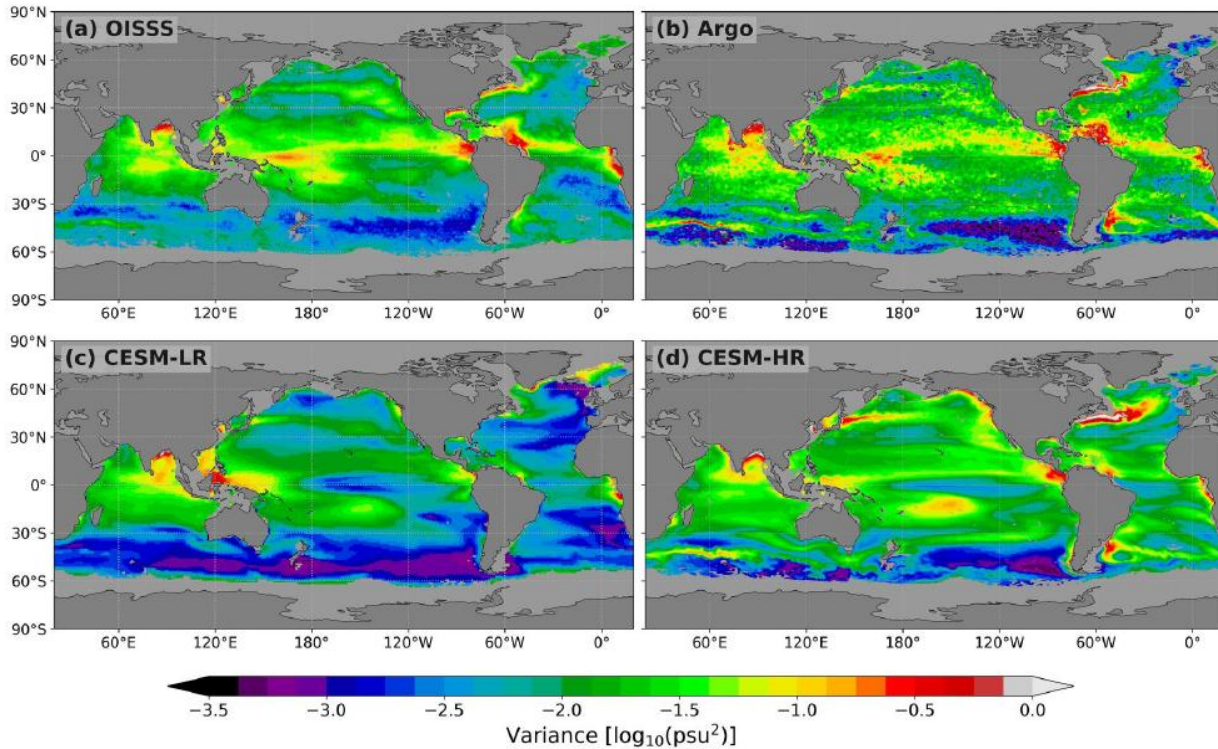 90°N
60°N
30°N
0°
30°S
60°S
90°S
(a) OISSS
(b) Argo
60°E 120°E 180° 120°W 60°W 0°
60°E 120°E 180° 120°W 60°W 0°
90°N
60°N
30°N
0°
30°S
60°S
90°S
(c) CESM-LR
(d) CESM-HR
60°E 120°E 180° 120°W 60°W 0°
60°E 120°E 180° 120°W 60°W 0°
−3.5 −3.0 −2.5 −2.0 −1.5 −1.0 −0.5 0.0
Variance [log₁₀(psu²)]